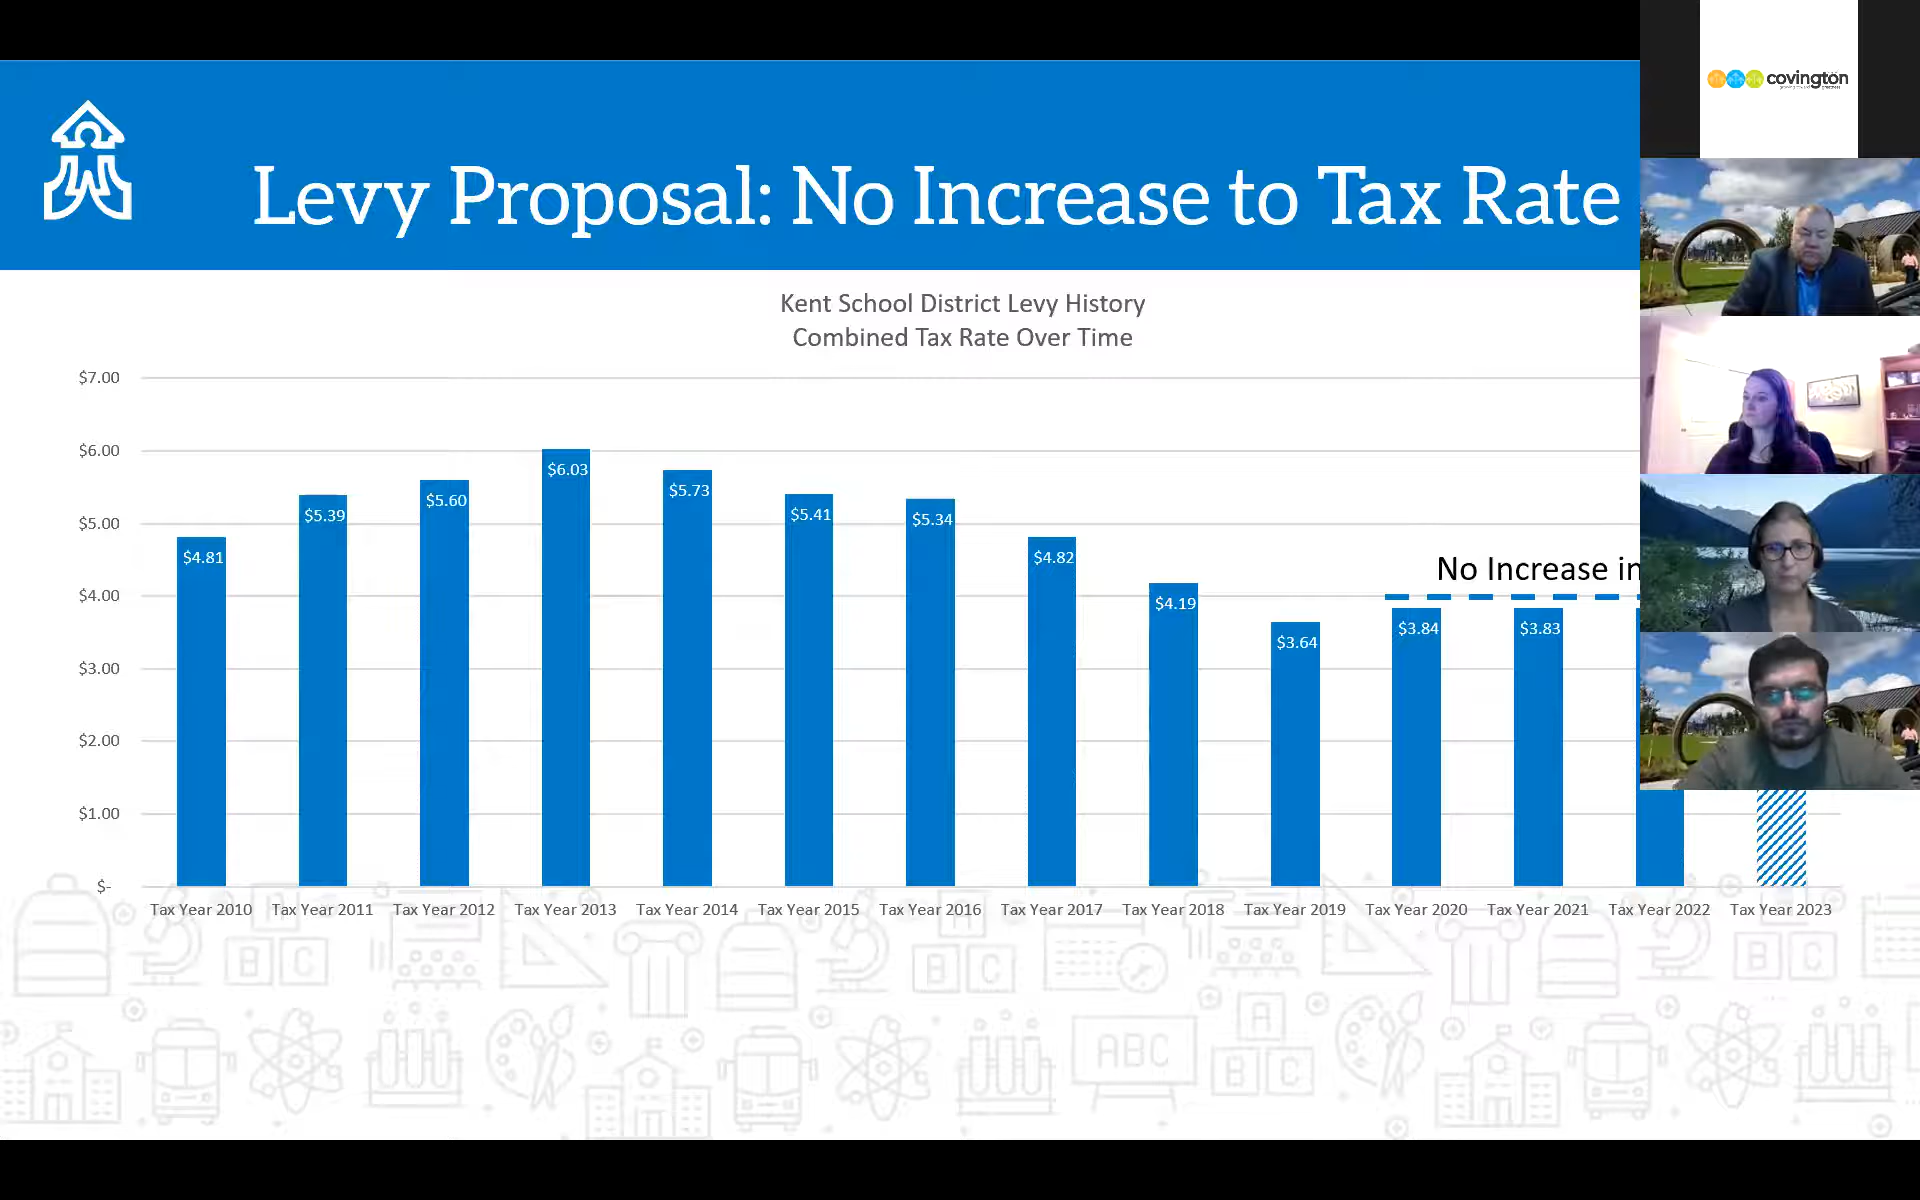 Levy Proposal: No Increase to Tax Rate
covington
Kent School District Levy History
Combined Tax Rate Over Time
$7.00
$6.00
$5.00
$4.00
$3.00
$2.00
$1.00
$-
$4.81
$5.39
$5.60
$6.03
$5.73
$5.41
$5.34
$4.82
$4.19
$3.64
$3.84
$3.83
No Increase in
Tax Year 2010 Tax Year 2011 Tax Year 2012 Tax Year 2013 Tax Year 2014 Tax Year 2015 Tax Year 2016 Tax Year 2017 Tax Year 2018 Tax Year 2019 Tax Year 2020 Tax Year 2021 Tax Year 2022 Tax Year 2023
A
B C
B C
B C
ABC
A
B C